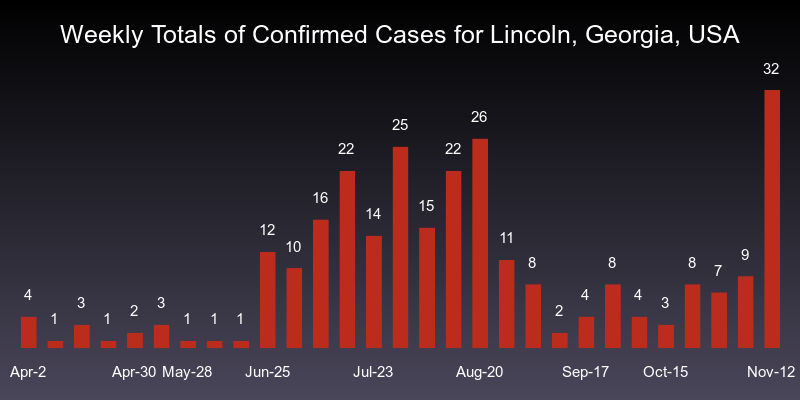 Weekly Totals of Confirmed Cases for Lincoln, Georgia, USA
4 1 3 1 2 3 1 1 1 12 10 16 22 14 25 15 22 26 11 8 2 4 8 4 3 8 7 9 32
Apr-2 Apr-30 May-28 Jun-25 Jul-23 Aug-20 Sep-17 Oct-15 Nov-12